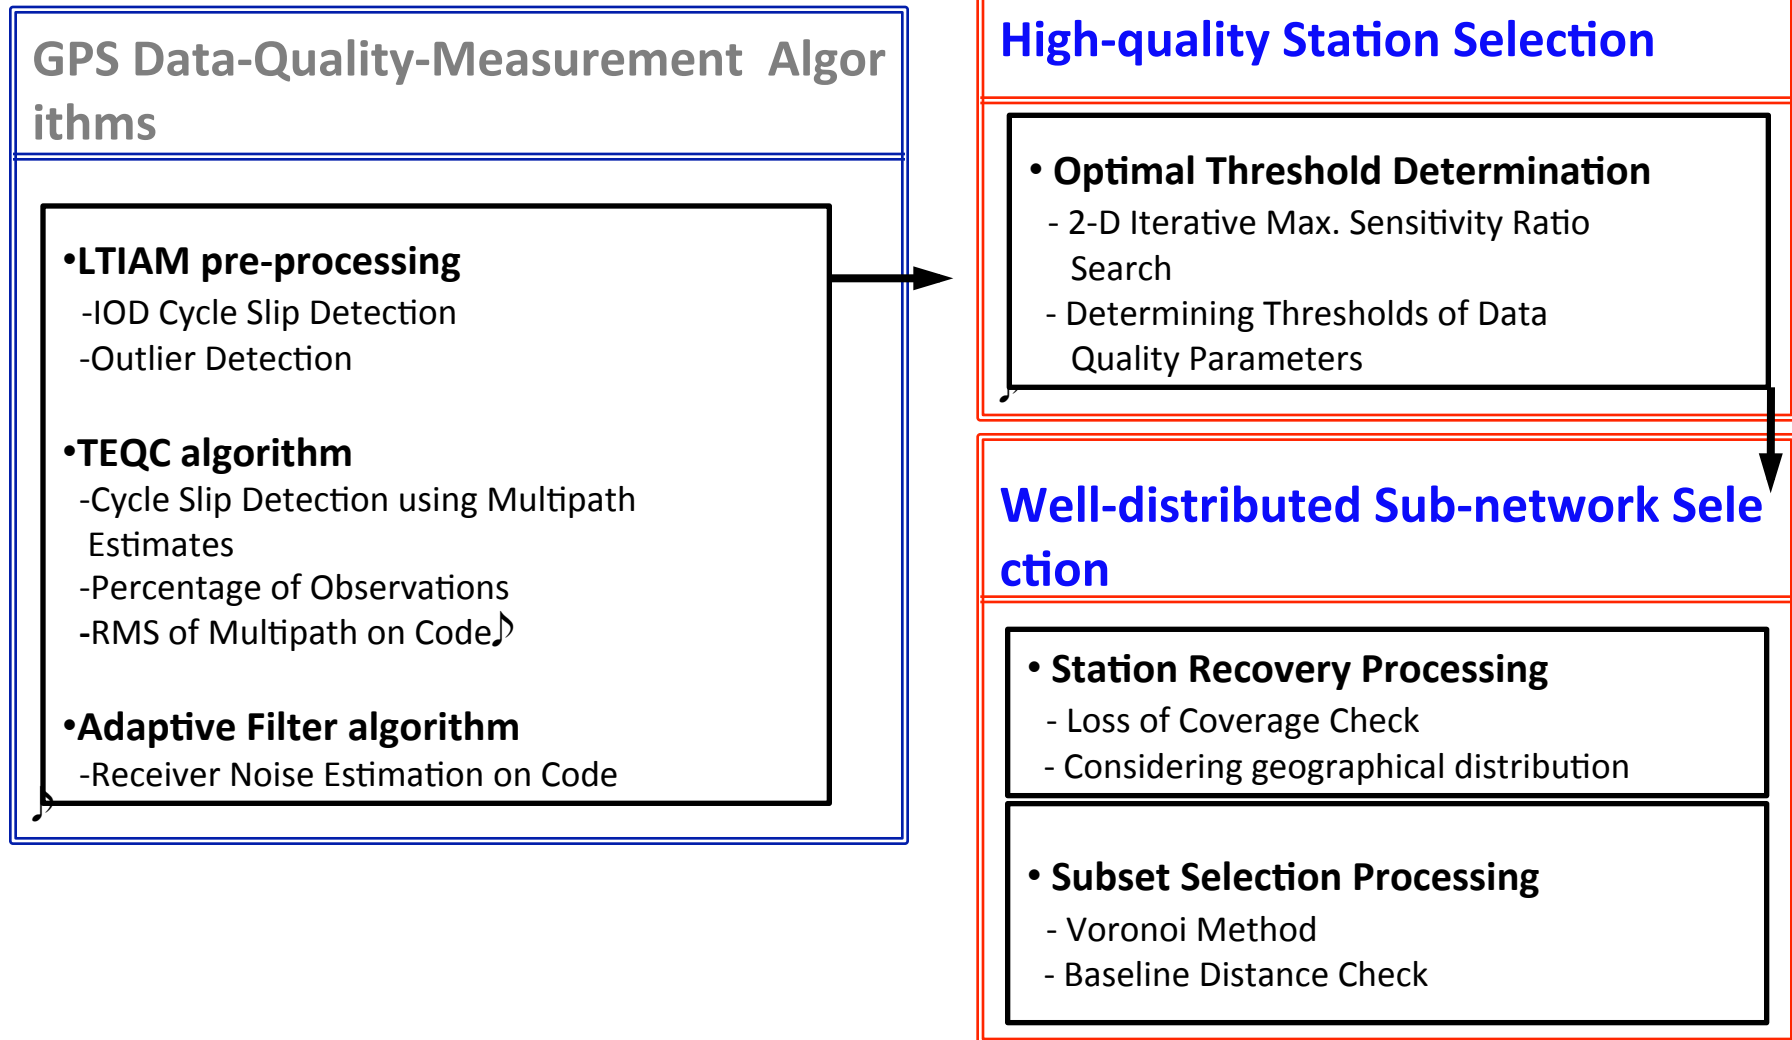 GPS Data-Quality-Measurement Algor
ithms
•LTIAM pre-processing
-IOD Cycle Slip Detection
-Outlier Detection
•TEQC algorithm
-Cycle Slip Detection using Multipath
Estimates
-Percentage of Observations
-RMS of Multipath on Code♪
•Adaptive Filter algorithm
-Receiver Noise Estimation on Code
♪
High-quality Station Selection
• Optimal Threshold Determination
- 2-D Iterative Max. Sensitivity Ratio
Search
- Determining Thresholds of Data
Quality Parameters
♪
Well-distributed Sub-network Sele
ction
• Station Recovery Processing
- Loss of Coverage Check
- Considering geographical distribution
• Subset Selection Processing
- Voronoi Method
- Baseline Distance Check